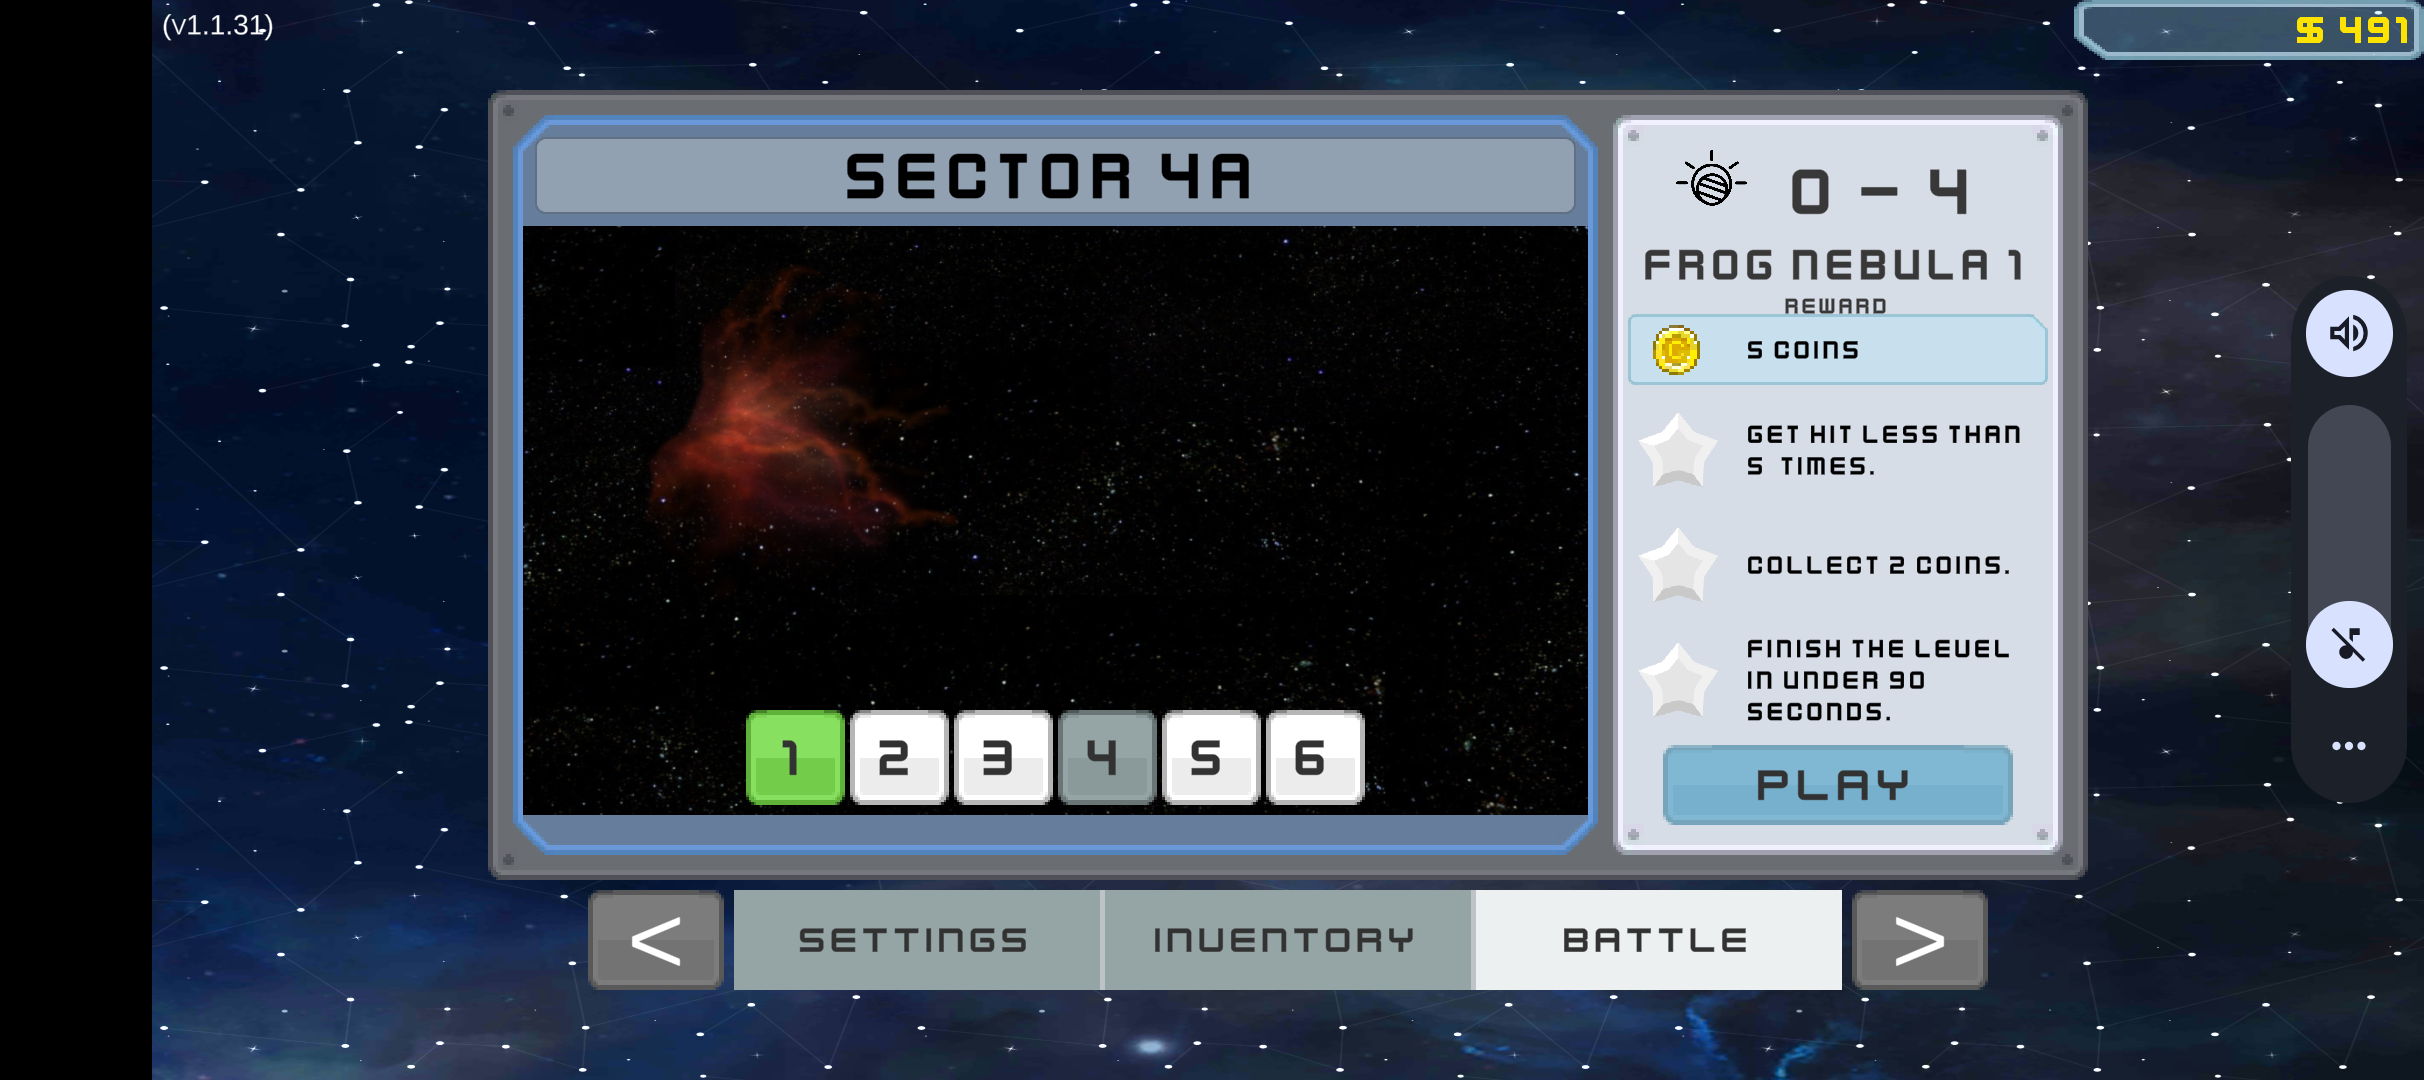 (v1.1.31)
$ 491
SECTOR 4A
0 - 4
FROG NEBULA 1
REWARD
5 COINS
GET HIT LESS THAN
5 TIMES.
COLLECT 2 COINS.
FINISH THE LEVEL
IN UNDER 90
SECONDS.
1 2 3 4 5 6
PLAY
< SETTINGS INVENTORY BATTLE >